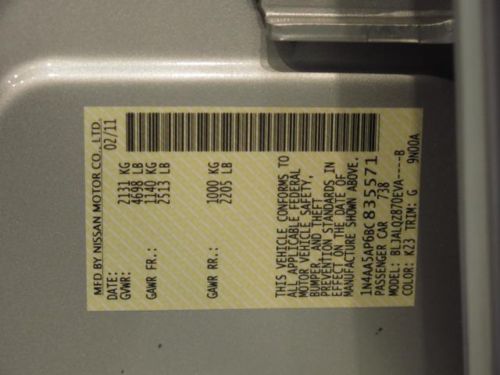 MFD BY NISSAN MOTOR CO., LTD.
DATE: 02/11
GVWR: 2131 KG
4698 LB
GAWR FR.: 1140 KG
2513 LB
GAWR RR.: 1000 KG
2205 LB
THIS VEHICLE CONFORMS TO
ALL APPLICABLE FEDERAL
MOTOR VEHICLE SAFETY,
BUMPER, AND THEFT
PREVENTION STANDARDS IN
EFFECT ON THE DATE OF
MANUFACTURE SHOWN ABOVE.
1N4AA5AP6BC835571
PASSENGER CAR 738
MODEL: BLJALQZ870EVA----B
COLOR: K23 TRIM: G 9N00A